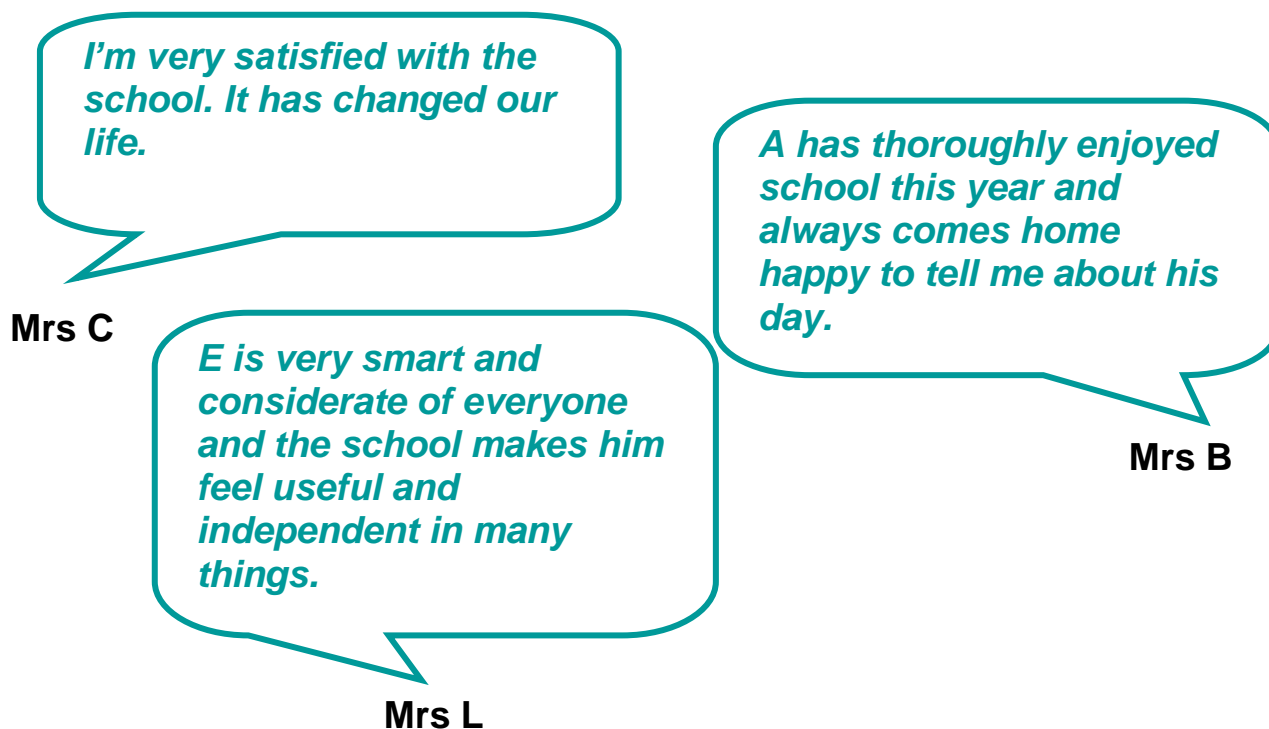 I’m very satisfied with the
school. It has changed our
life.
Mrs C
A has thoroughly enjoyed
school this year and
always comes home
happy to tell me about his
day.
Mrs B
E is very smart and
considerate of everyone
and the school makes him
feel useful and
independent in many
things.
Mrs L